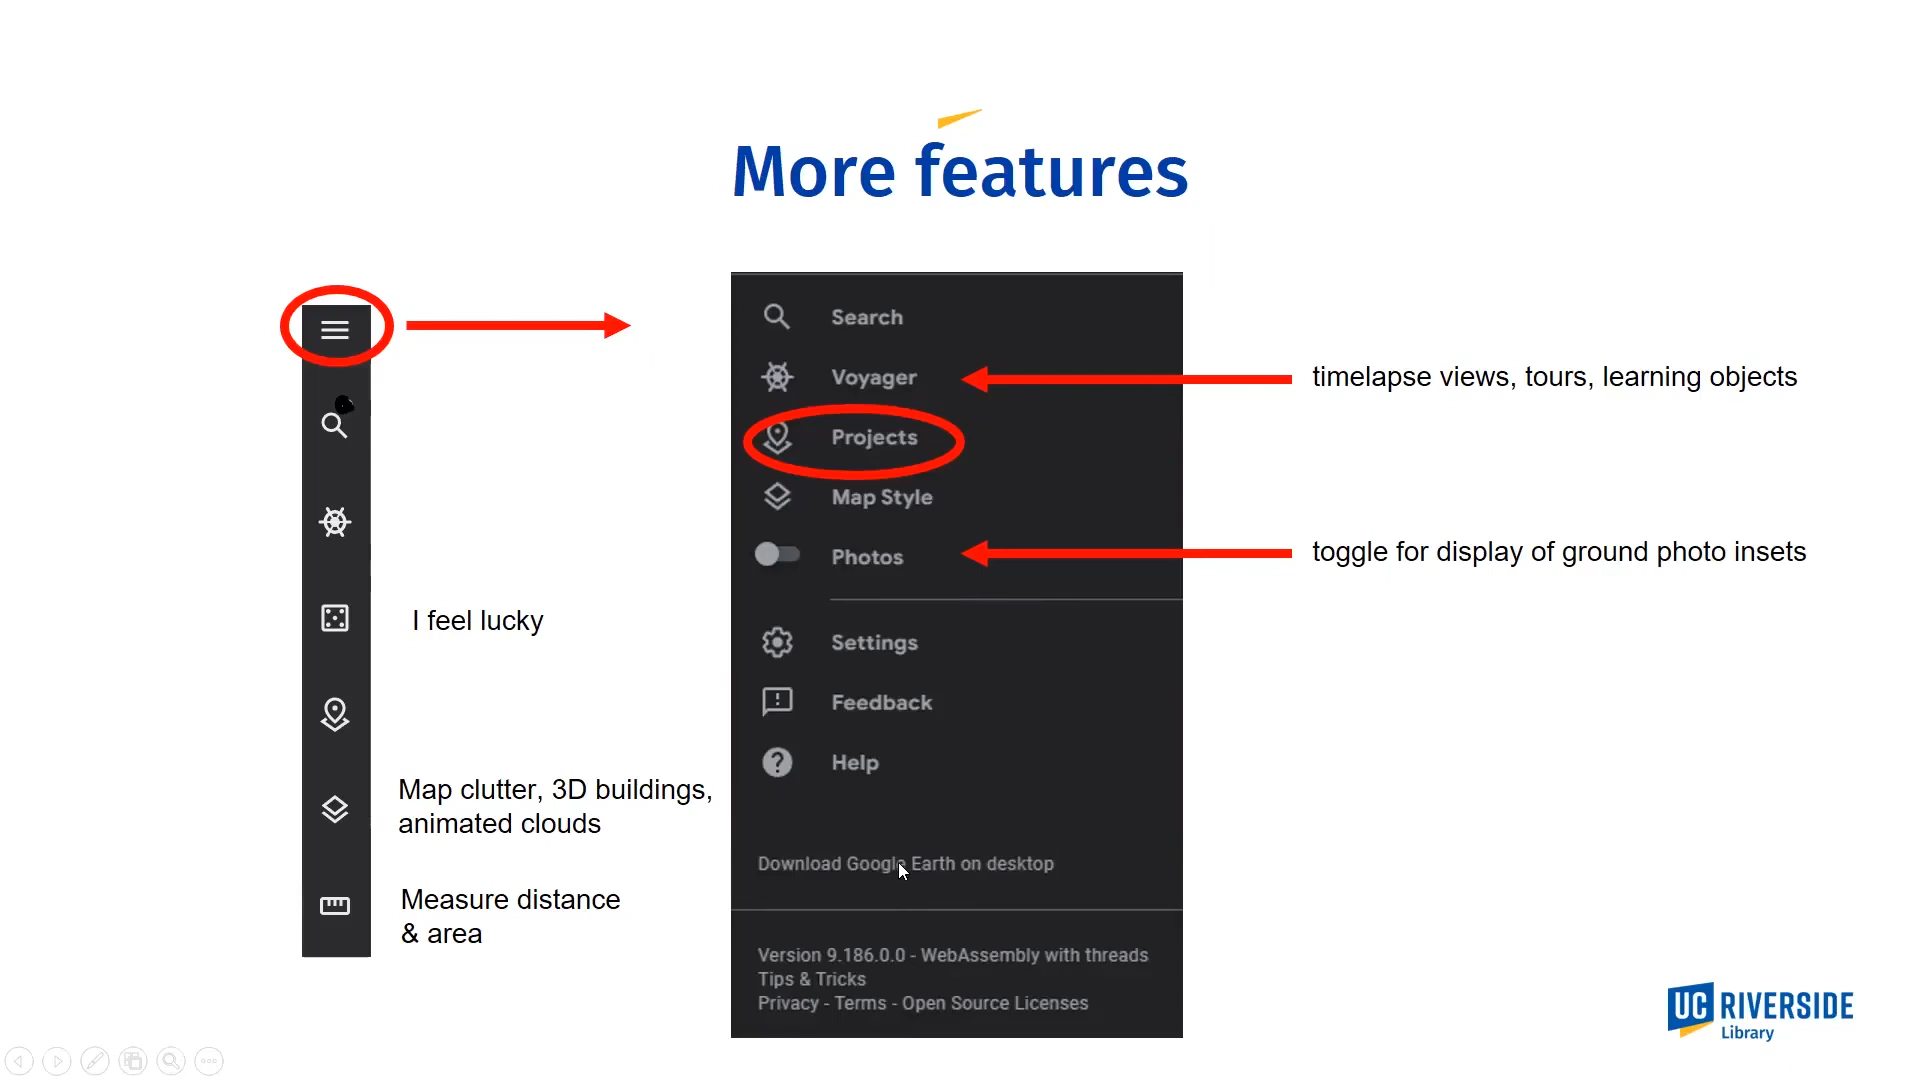 More features
Search
Voyager
timelapse views, tours, learning objects
Projects
Map Style
Photos
toggle for display of ground photo insets
I feel lucky
Settings
Feedback
Help
Map clutter, 3D buildings,
animated clouds
Download Google Earth on desktop
Measure distance
& area
Version 9.186.0.0 - WebAssembly with threads
Tips & Tricks
Privacy - Terms - Open Source Licenses
UC RIVERSIDE
Library